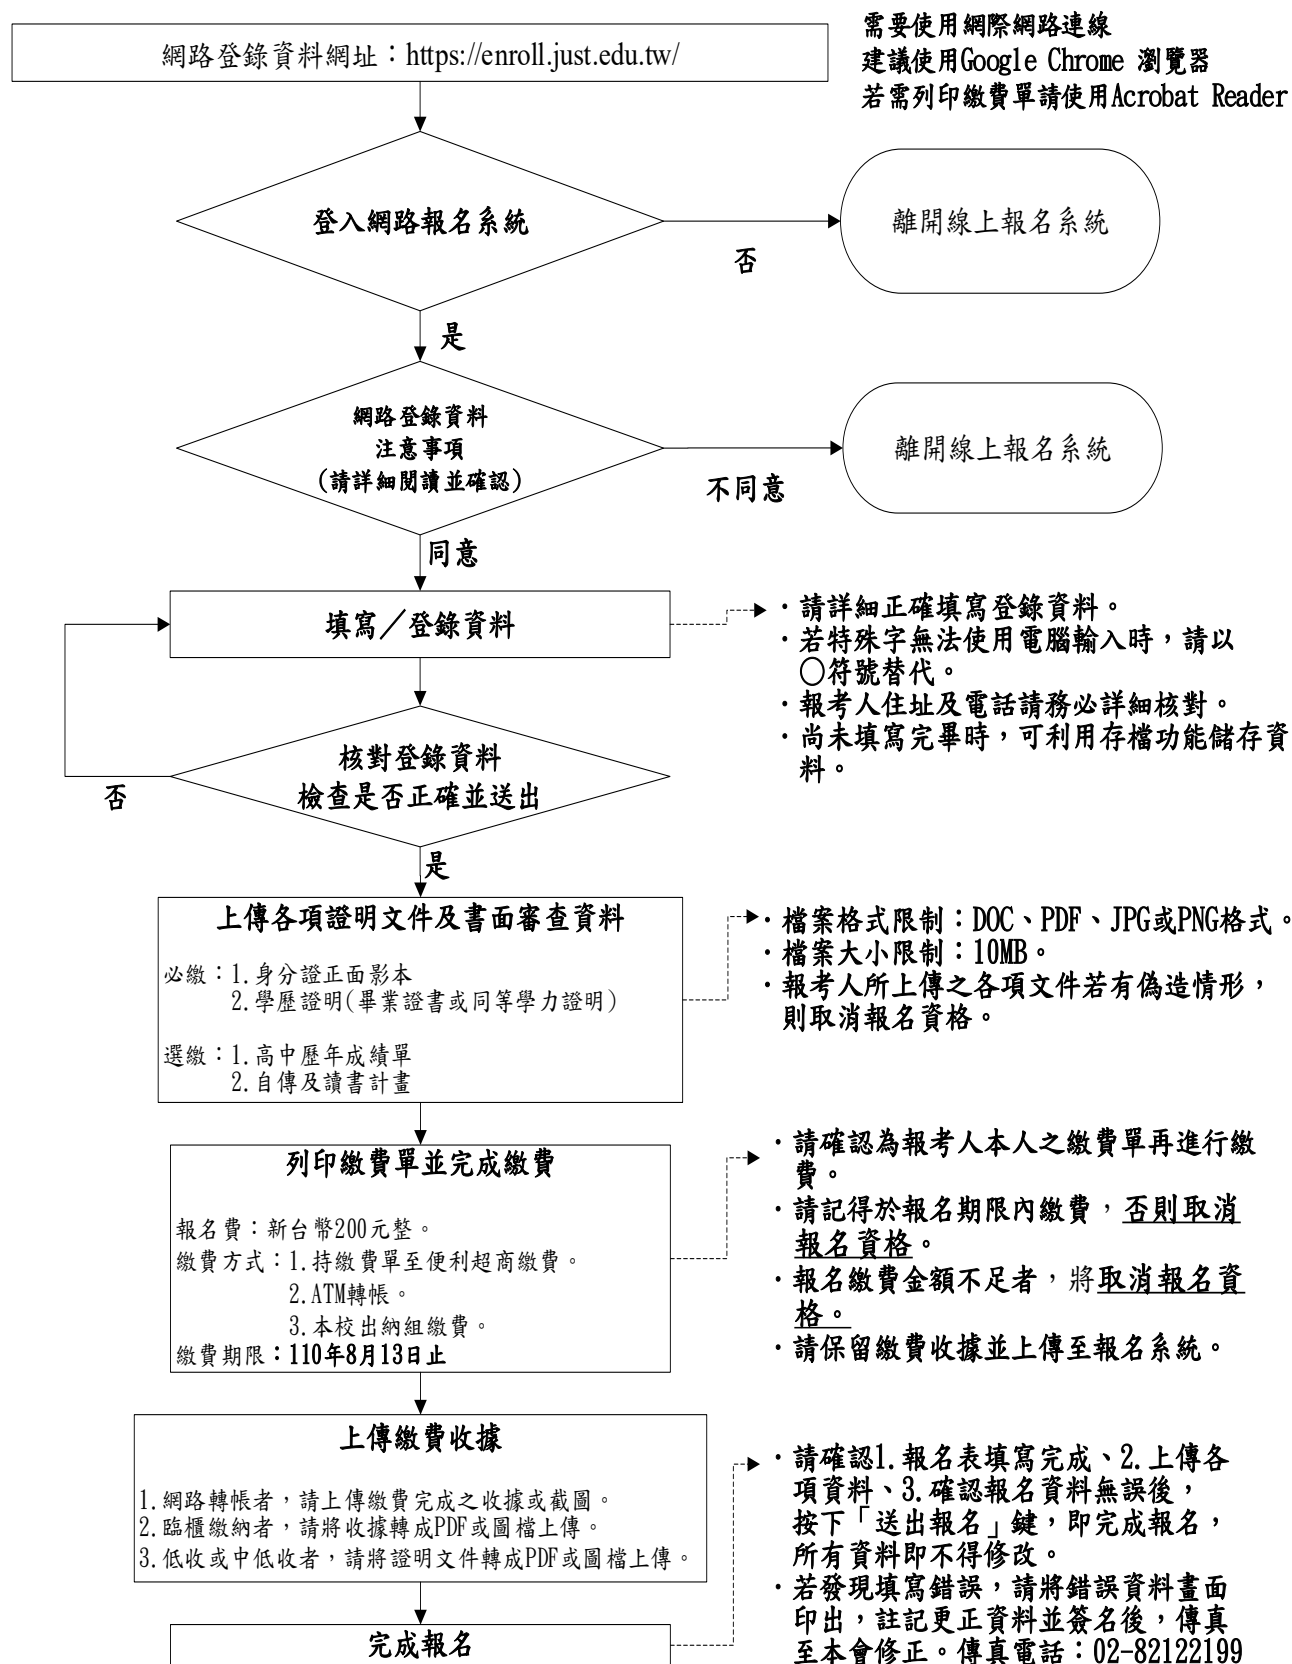 需要使用網際網路連線
建議使用Google Chrome 瀏覽器
若需列印繳費單請使用Acrobat Reader
網路登錄資料網址：https://enroll.just.edu.tw/
登入網路報名系統
離開線上報名系統
否
是
網路登錄資料
注意事項
(請詳細閱讀並確認)
離開線上報名系統
不同意
同意
填寫／登錄資料
·請詳細正確填寫登錄資料。
·若特殊字無法使用電腦輸入時，請以
○符號替代。
·報考人住址及電話請務必詳細核對。
·尚未填寫完畢時，可利用存檔功能儲存資
料。
核對登錄資料
檢查是否正確並送出
否
是
上傳各項證明文件及書面審查資料
必繳：1.身分證正面影本
2.學歷證明(畢業證書或同等學力證明)
選繳：1.高中歷年成績單
2.自傳及讀書計畫
·檔案格式限制：DOC、PDF、JPG或PNG格式。
·檔案大小限制：10MB。
·報考人所上傳之各項文件若有偽造情形，
則取消報名資格。
列印繳費單並完成繳費
報名費：新台幣200元整。
繳費方式：1.持繳費單至便利超商繳費。
2.ATM轉帳。
3.本校出納組繳費。
繳費期限：110年8月13日止
·請確認為報考人本人之繳費單再進行繳
費。
·請記得於報名期限內繳費，否則取消
報名資格。
·報名繳費金額不足者，將取消報名資
格。
·請保留繳費收據並上傳至報名系統。
上傳繳費收據
1.網路轉帳者，請上傳繳費完成之收據或截圖。
2.臨櫃繳納者，請將收據轉成PDF或圖檔上傳。
3.低收或中低收者，請將證明文件轉成PDF或圖檔上傳。
完成報名
·請確認1.報名表填寫完成、2.上傳各
項資料、3.確認報名資料無誤後，
按下「送出報名」鍵，即完成報名，
所有資料即不得修改。
·若發現填寫錯誤，請將錯誤資料畫面
印出，註記更正資料並簽名後，傳真
至本會修正。傳真電話：02-82122199